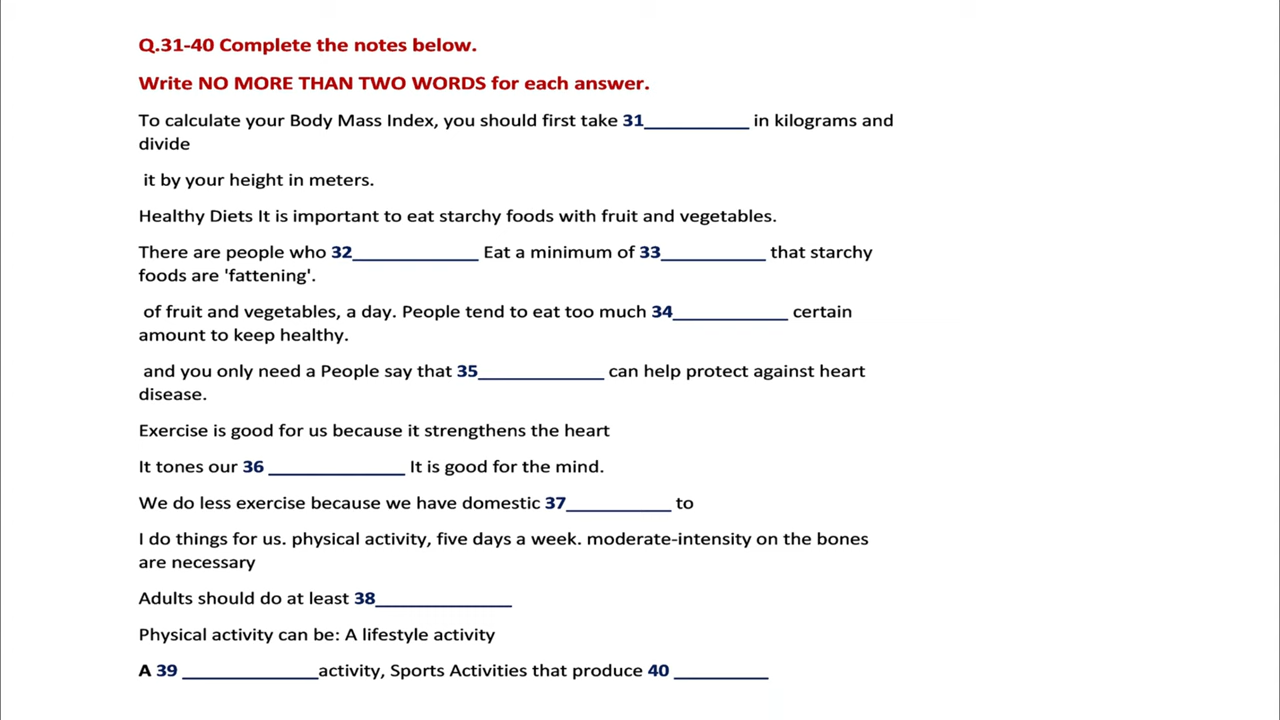 Q.31-40 Complete the notes below.
Write NO MORE THAN TWO WORDS for each answer.
To calculate your Body Mass Index, you should first take 31___________ in kilograms and
divide
it by your height in meters.
Healthy Diets It is important to eat starchy foods with fruit and vegetables.
There are people who 32_____________ Eat a minimum of 33___________ that starchy
foods are 'fattening'.
of fruit and vegetables, a day. People tend to eat too much 34____________ certain
amount to keep healthy.
and you only need a People say that 35_____________ can help protect against heart
disease.
Exercise is good for us because it strengthens the heart
It tones our 36 ______________ It is good for the mind.
We do less exercise because we have domestic 37___________ to
I do things for us. physical activity, five days a week. moderate-intensity on the bones
are necessary
Adults should do at least 38______________
Physical activity can be: A lifestyle activity
A 39 ______________activity, Sports Activities that produce 40 __________